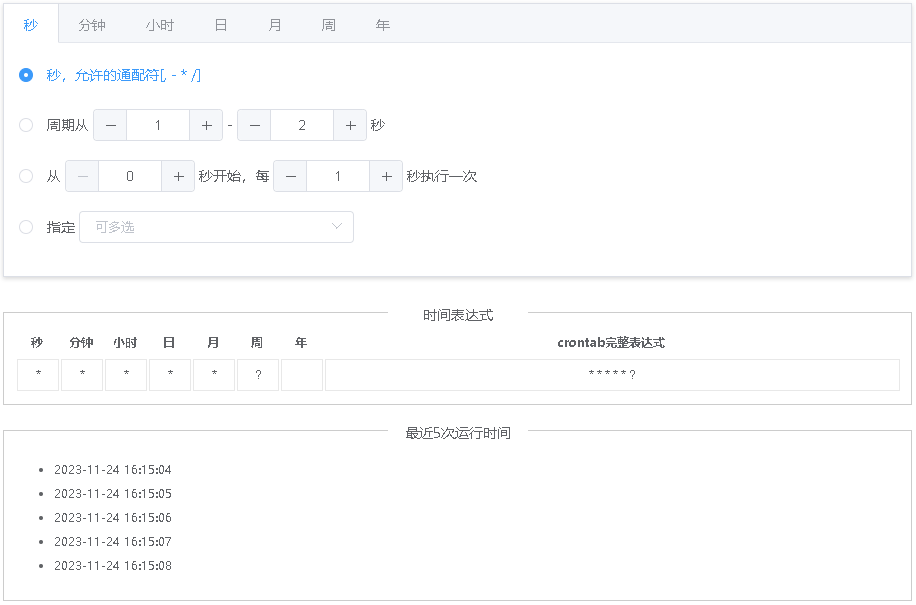 秒 分钟 小时 日 月 周 年
秒，允许的通配符[, - * /]
周期从 － 1 ＋ - － 2 ＋ 秒
从 － 0 ＋ 秒开始，每 － 1 ＋ 秒执行一次
指定 可多选
时间表达式
秒 分钟 小时 日 月 周 年 crontab完整表达式
* * * * * ? * * * * * ?
最近5次运行时间
• 2023-11-24 16:15:04
• 2023-11-24 16:15:05
• 2023-11-24 16:15:06
• 2023-11-24 16:15:07
• 2023-11-24 16:15:08